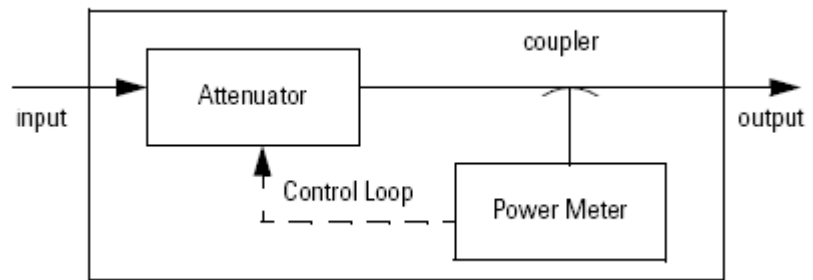 coupler
Attenuator
input
output
Control Loop
Power Meter